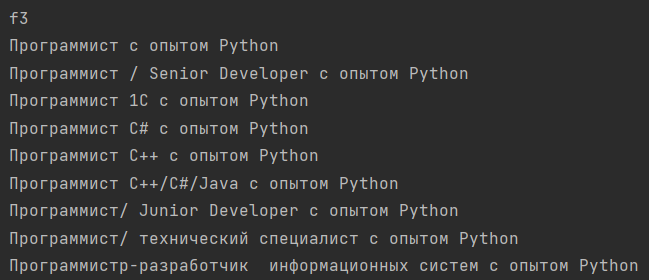 f3
Программист с опытом Python
Программист / Senior Developer с опытом Python
Программист 1С с опытом Python
Программист C# с опытом Python
Программист C++ с опытом Python
Программист C++/C#/Java с опытом Python
Программист/ Junior Developer с опытом Python
Программист/ технический специалист с опытом Python
Программистр-разработчик  информационных систем с опытом Python